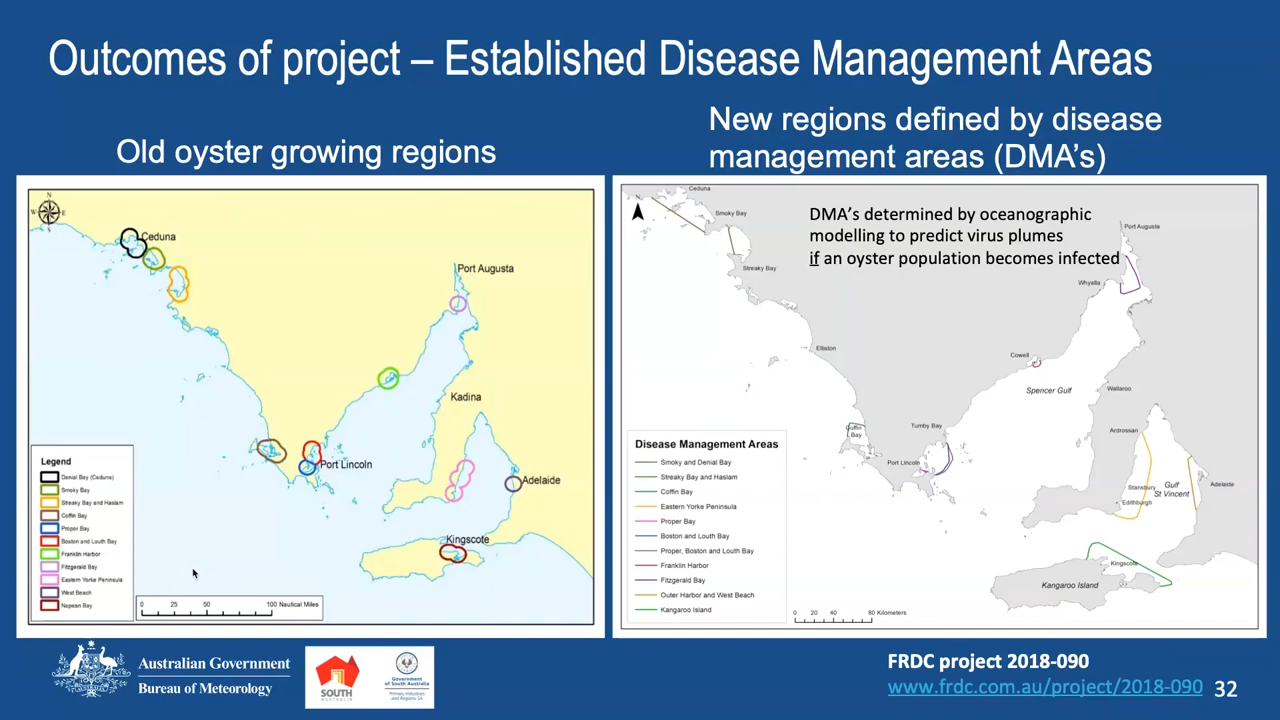 Outcomes of project – Established Disease Management Areas
Old oyster growing regions
New regions defined by disease
management areas (DMA's)
N
W
E
Ceduna
Port Augusta
Kadina
Port Lincoln
Adelaide
Kingscote
Legend
Denial Bay (Ceduna)
Smoky Bay
Streaky Bay and Haslam
Coffin Bay
Proper Bay
Boston and Louth Bay
Franklin Harbor
Fitzgerald Bay
Eastern Yorke Peninsula
West Beach
Nepean Bay
0 25 50 100 Nautical Miles
N
DMA's determined by oceanographic
modelling to predict virus plumes
if an oyster population becomes infected
Ceduna
Smoky Bay
Streaky Bay
Port Augusta
Whyalla
Elliston
Cowell
Spencer Gulf
Wallaroo
Coffin
Bay
Tumby Bay
Port Lincoln
Ardrossan
Stansbury
Edithburgh
Gulf
St Vincent
Adelaide
Kingscote
Kangaroo Island
Disease Management Areas
Smoky and Denial Bay
Streaky Bay and Haslam
Coffin Bay
Eastern Yorke Peninsula
Proper Bay
Boston and Louth Bay
Proper, Boston and Louth Bay
Franklin Harbor
Fitzgerald Bay
Outer Harbor and West Beach
Kangaroo Island
0 20 40 80 Kilometers
Australian Government
Bureau of Meteorology
SOUTH
AUSTRALIA
Government
of South Australia
Primary Industries
and Regions SA
FRDC project 2018-090
www.frdc.com.au/project/2018-090
32